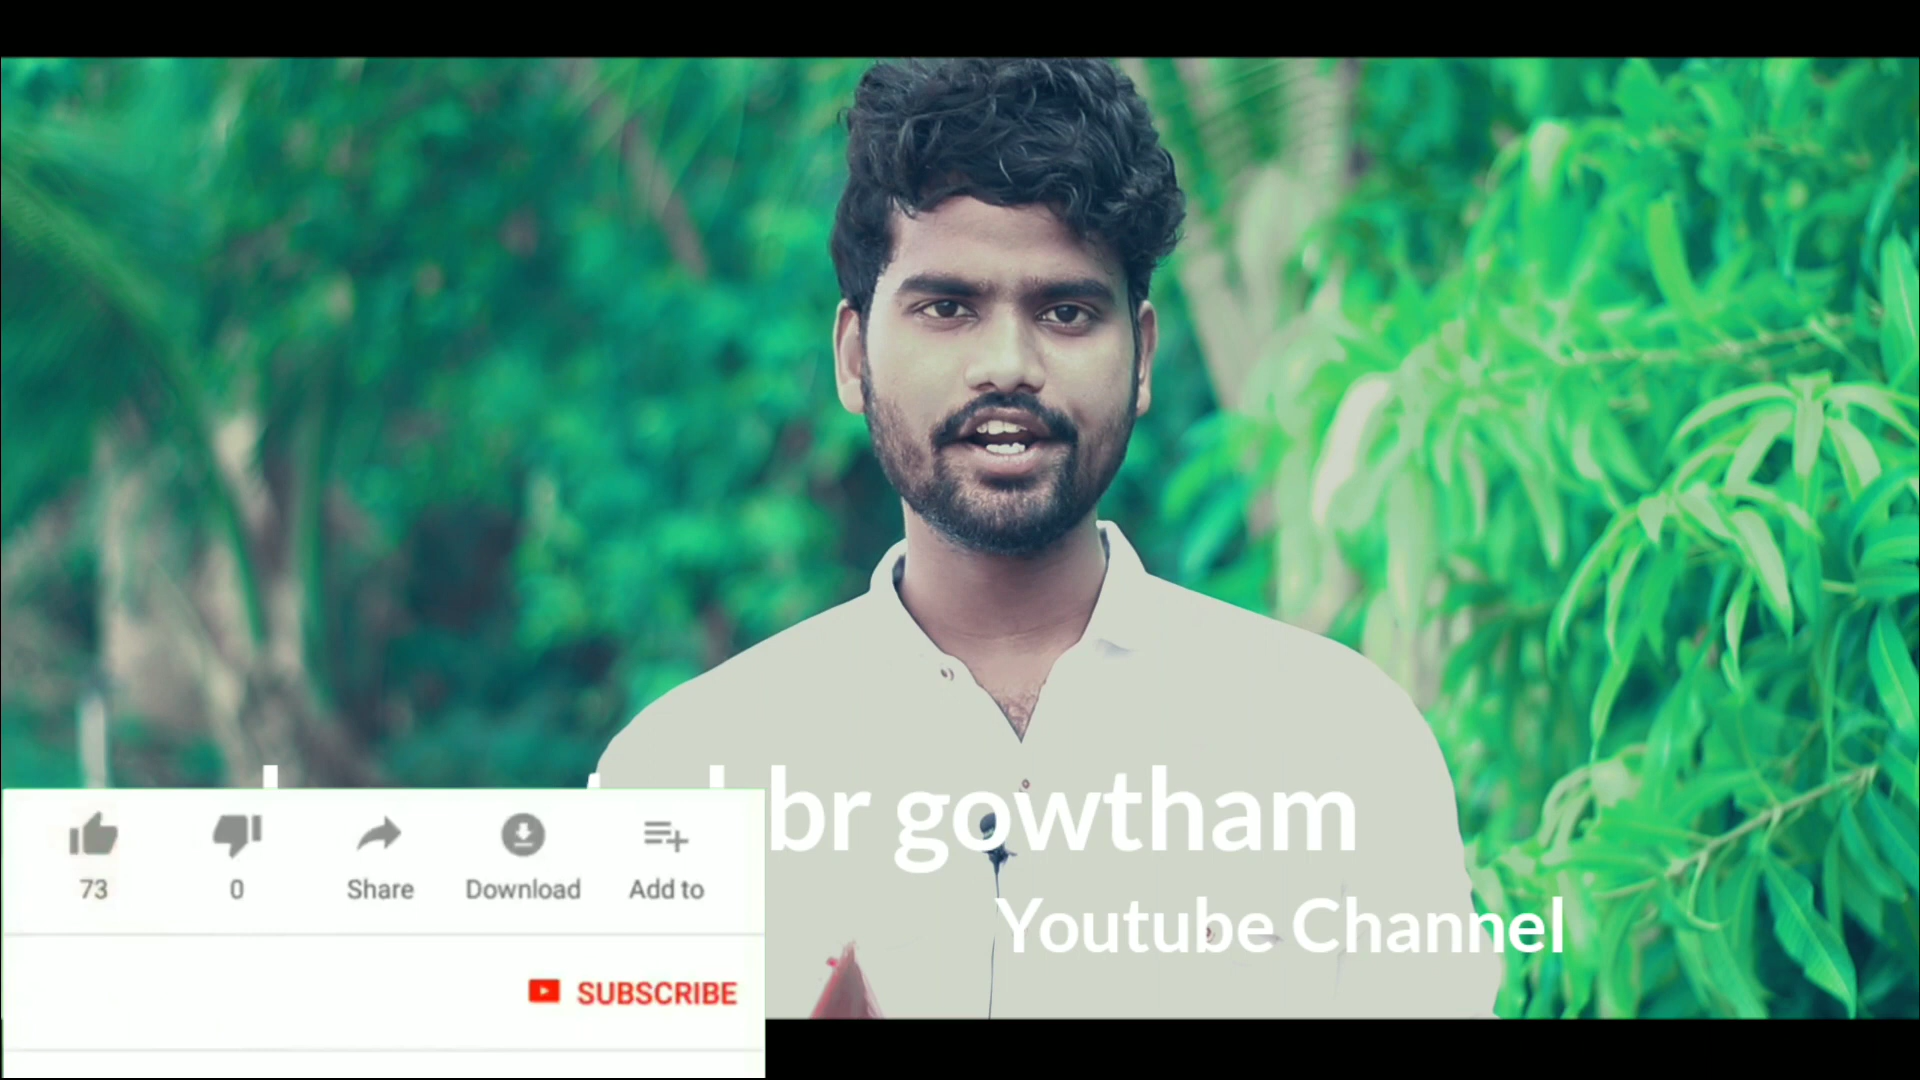 br gowtham
Youtube Channel
73
0
Share
Download
Add to
SUBSCRIBE